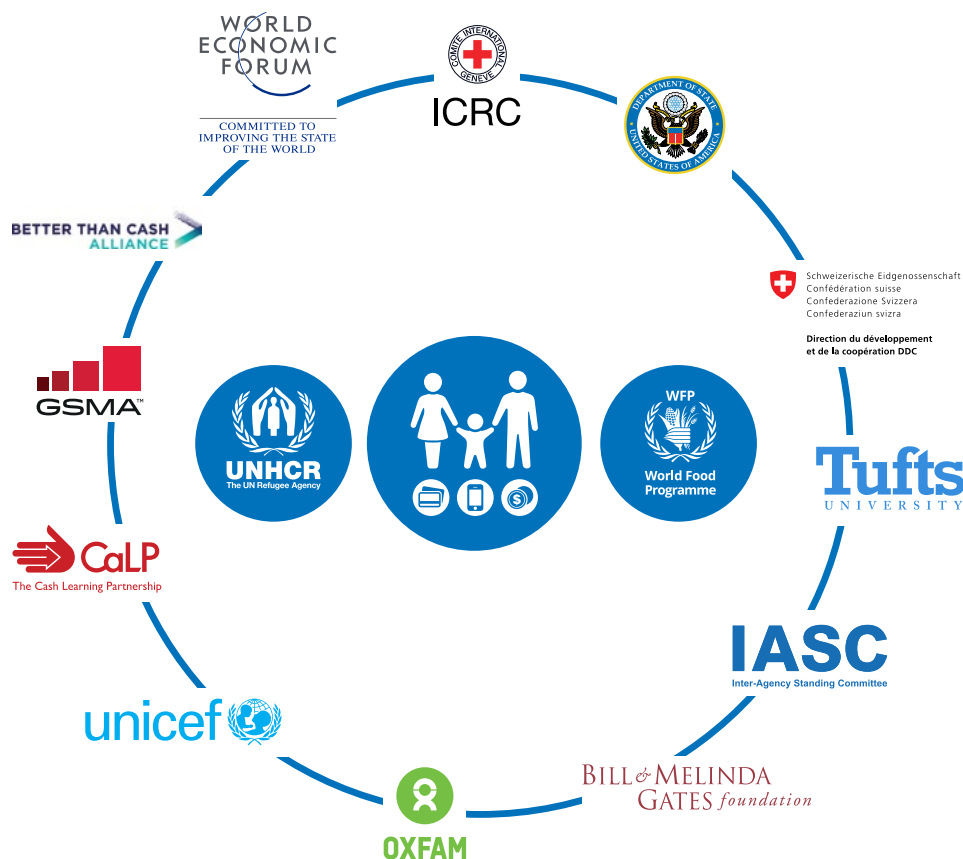 WORLD
ECONOMIC
FORUM
COMMITTED TO
IMPROVING THE STATE
OF THE WORLD
COMITE INTERNATIONAL
GENEVE
ICRC
DEPARTMENT OF STATE
UNITED STATES OF AMERICA
BETTER THAN CASH
ALLIANCE
Schweizerische Eidgenossenschaft
Confédération suisse
Confederazione Svizzera
Confederaziun svizra
Direction du développement
et de la coopération DDC
GSMA™
UNHCR
The UN Refugee Agency
$
WFP
World Food
Programme
Tufts
UNIVERSITY
CaLP
The Cash Learning Partnership
IASC
Inter-Agency Standing Committee
unicef
BILL & MELINDA
GATES foundation
OXFAM